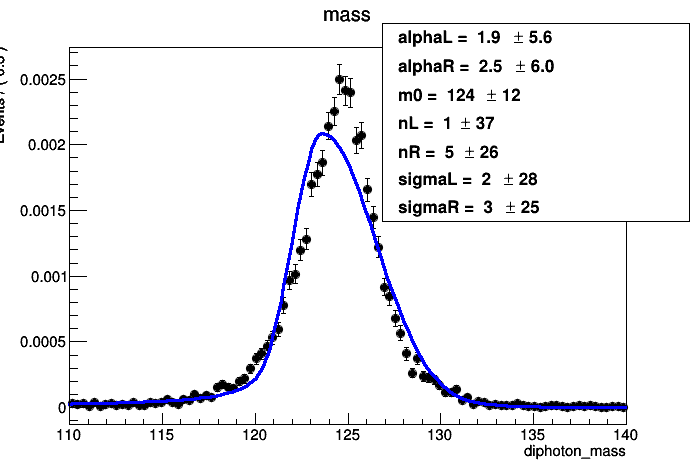 mass
alphaL = 1.9 ± 5.6
alphaR = 2.5 ± 6.0
m0 = 124 ± 12
nL = 1 ± 37
nR = 5 ± 26
sigmaL = 2 ± 28
sigmaR = 3 ± 25
0.0025
0.002
0.0015
0.001
0.0005
0
110 115 120 125 130 135 140
diphoton_mass